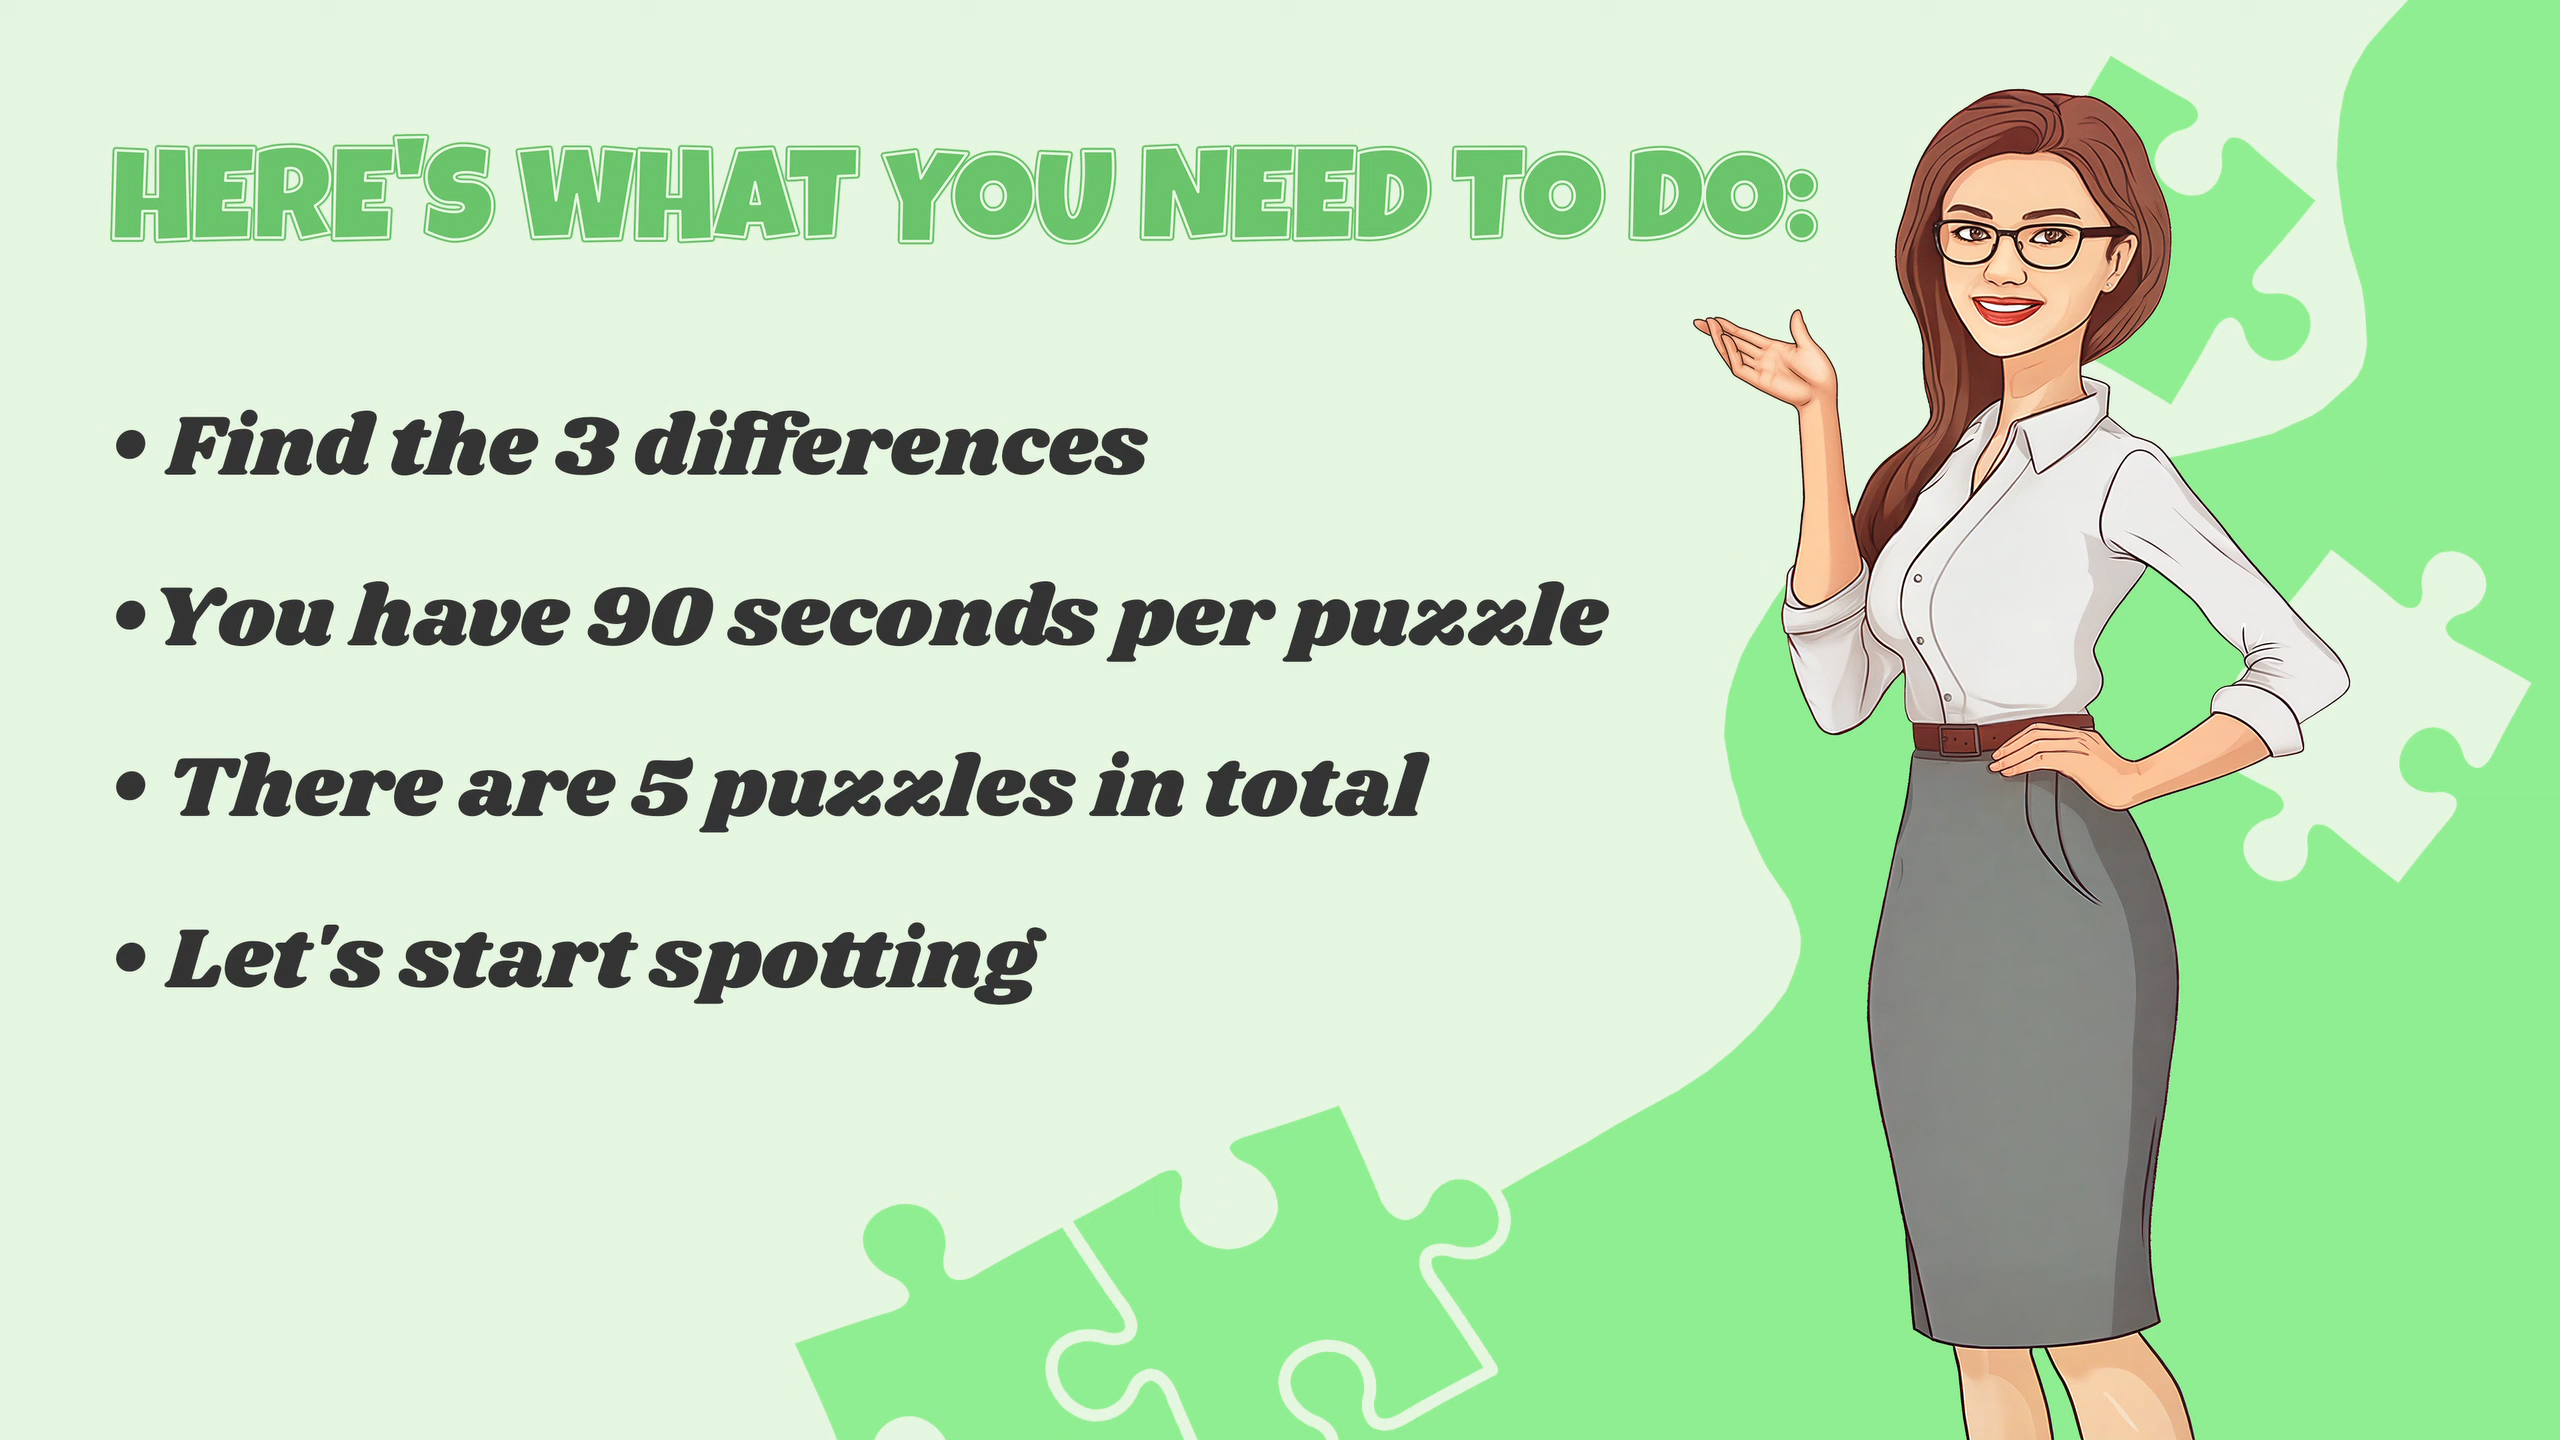 HERE'S WHAT YOU NEED TO DO:
• Find the 3 differences
• You have 90 seconds per puzzle
• There are 5 puzzles in total
• Let's start spotting